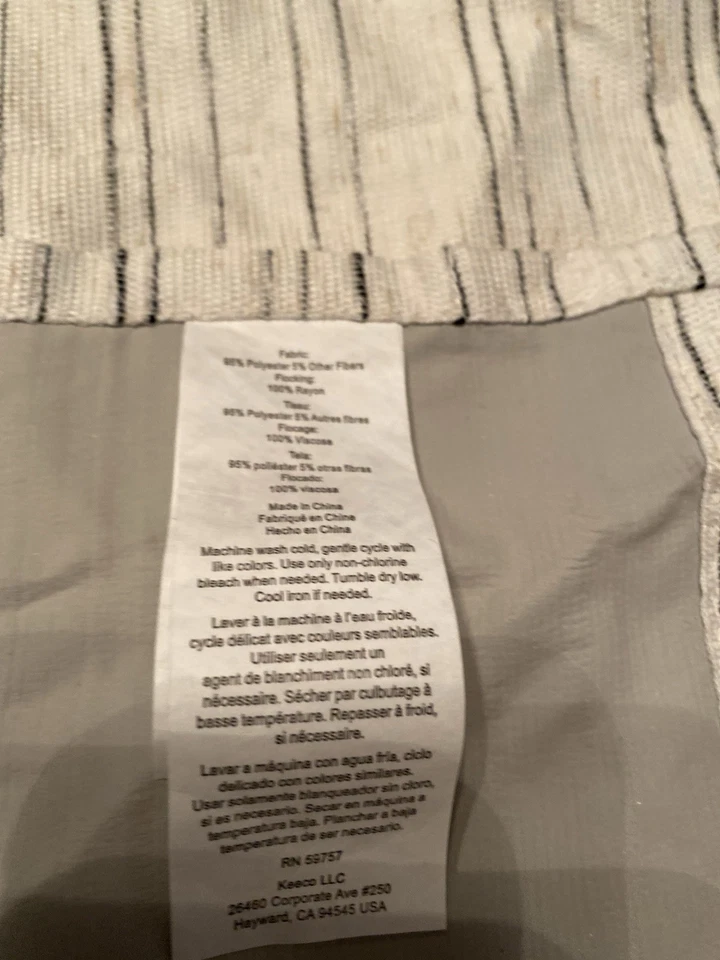 Fabric:
95% Polyester 5% Other Fibers
Flocking:
100% Rayon
Tissu:
95% Polyester 5% Autres fibres
Flocage:
100% Viscose
Tela:
95% poliéster 5% otras fibras
Flocado:
100% viscosa
Made in China
Fabriqué en Chine
Hecho en China
Machine wash cold, gentle cycle with
like colors. Use only non-chlorine
bleach when needed. Tumble dry low.
Cool iron if needed.
Laver à la machine à l'eau froide,
cycle délicat avec couleurs semblables.
Utiliser seulement un
agent de blanchiment non chloré, si
nécessaire. Sécher par culbutage à
basse température. Repasser à froid,
si nécessaire.
Lavar a máquina con agua fría, ciclo
delicado con colores similares.
Usar solamente blanqueador sin cloro,
si es necesario. Secar en máquina a
temperatura baja. Planchar a baja
temperatura de ser necesario.
RN 59757
Keeco LLC
26460 Corporate Ave #250
Hayward, CA 94545 USA